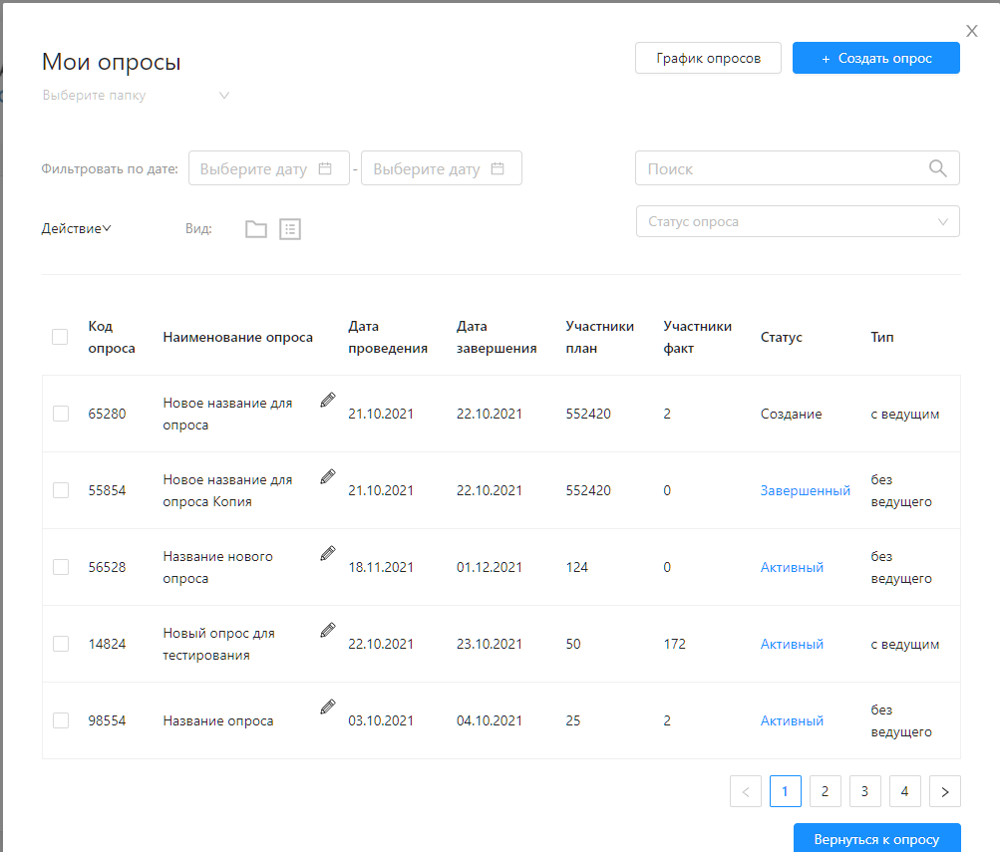 Мои опросы
График опросов
+ Создать опрос
Выберите папку
Фильтровать по дате: Выберите дату - Выберите дату
Поиск
Действие Вид:
Статус опроса
Код опроса Наименование опроса Дата проведения Дата завершения Участники план Участники факт Статус Тип
65280 Новое название для опроса 21.10.2021 22.10.2021 552420 2 Создание с ведущим
55854 Новое название для опроса Копия 21.10.2021 22.10.2021 552420 0 Завершенный без ведущего
56528 Название нового опроса 18.11.2021 01.12.2021 124 0 Активный без ведущего
14824 Новый опрос для тестирования 22.10.2021 23.10.2021 50 172 Активный с ведущим
98554 Название опроса 03.10.2021 04.10.2021 25 2 Активный без ведущего
< 1 2 3 4 >
Вернуться к опросу